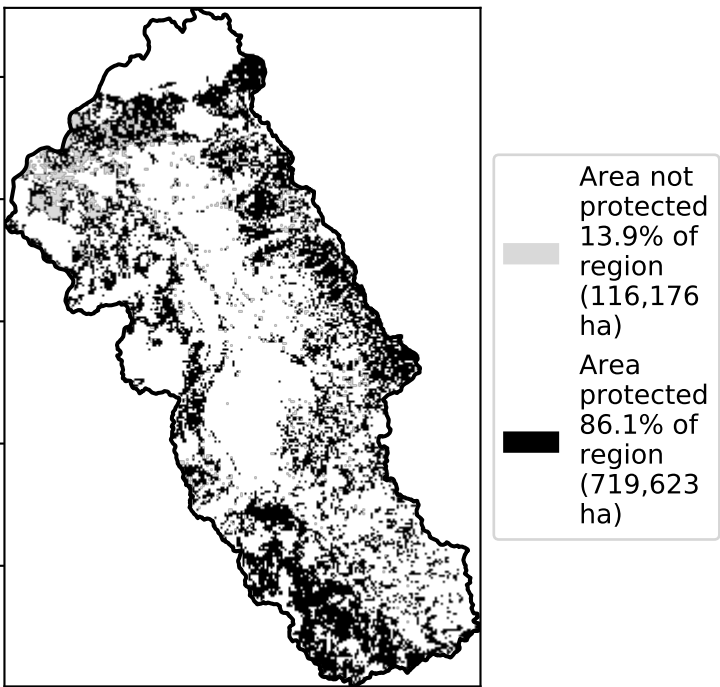 Area not
protected
13.9% of
region
(116,176
ha)
Area
protected
86.1% of
region
(719,623
ha)